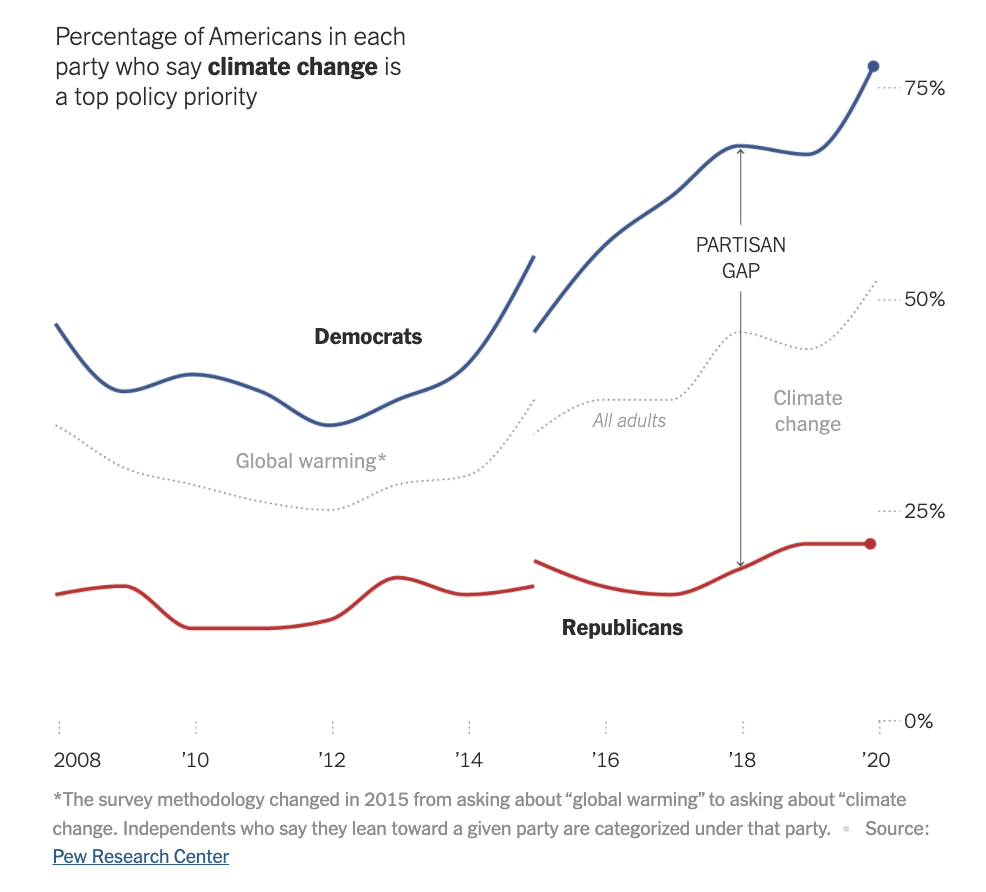 Percentage of Americans in each
party who say climate change is
a top policy priority
75%
PARTISAN
GAP
50%
Democrats
Climate
change
All adults
Global warming*
25%
Republicans
0%
2008 ’10 ’12 ’14 ’16 ’18 ’20
*The survey methodology changed in 2015 from asking about “global warming” to asking about “climate
change. Independents who say they lean toward a given party are categorized under that party. ▪ Source:
Pew Research Center